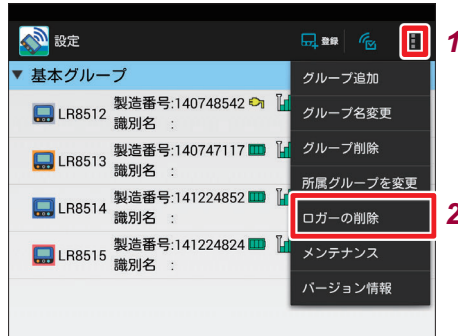 設定
登録
1
基本グループ
グループ追加
LR8512
製造番号:140748542
識別名 :
グループ名変更
LR8513
製造番号:140747117
識別名 :
グループ削除
所属グループを変更
LR8514
製造番号:141224852
識別名 :
ロガーの削除
2
LR8515
製造番号:141224824
識別名 :
メンテナンス
バージョン情報